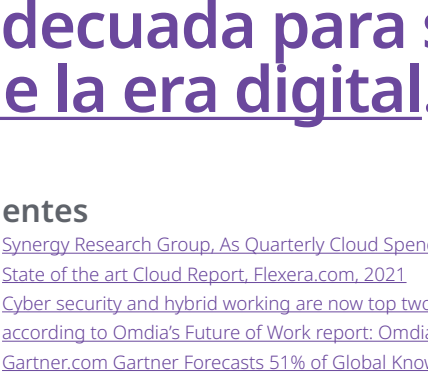 decuada para s
e la era digital.
entes
Synergy Research Group, As Quarterly Cloud Spen
State of the art Cloud Report, Flexera.com, 2021
Cyber security and hybrid working are now top two
according to Omdia’s Future of Work report: Omdia
Gartner.com Gartner Forecasts 51% of Global Know